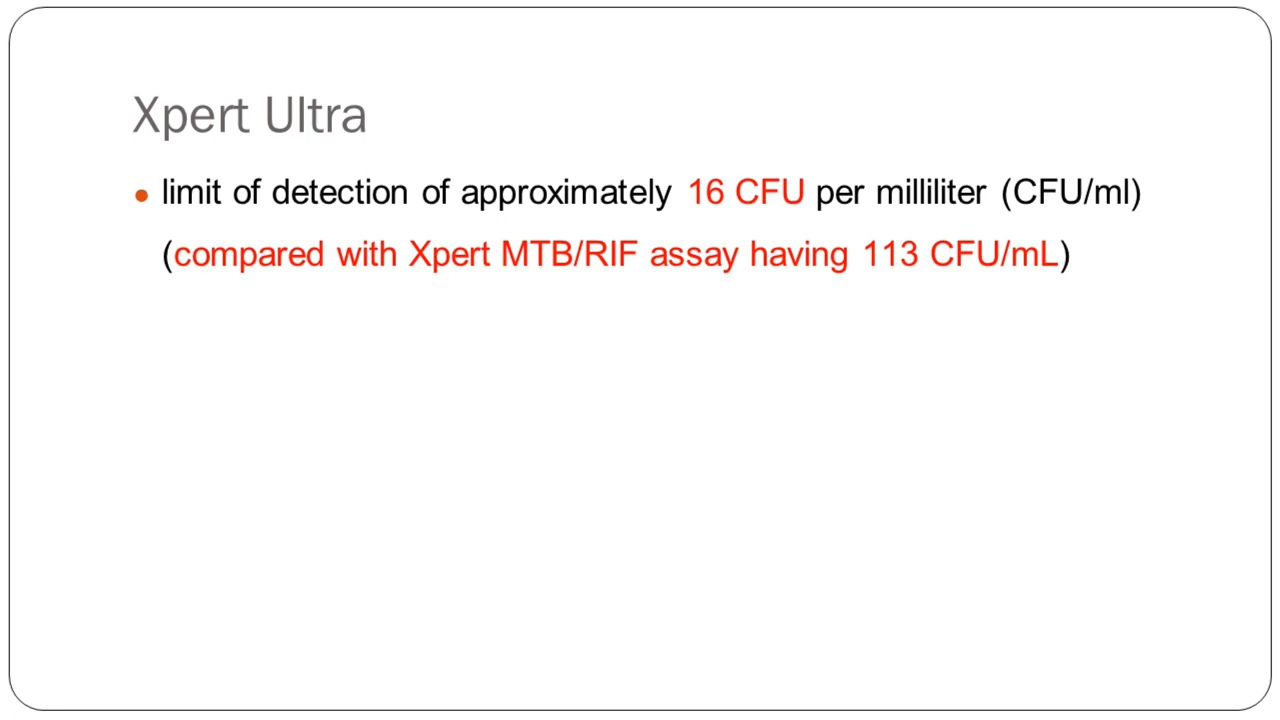 Xpert Ultra
• limit of detection of approximately 16 CFU per milliliter (CFU/ml)
(compared with Xpert MTB/RIF assay having 113 CFU/mL)